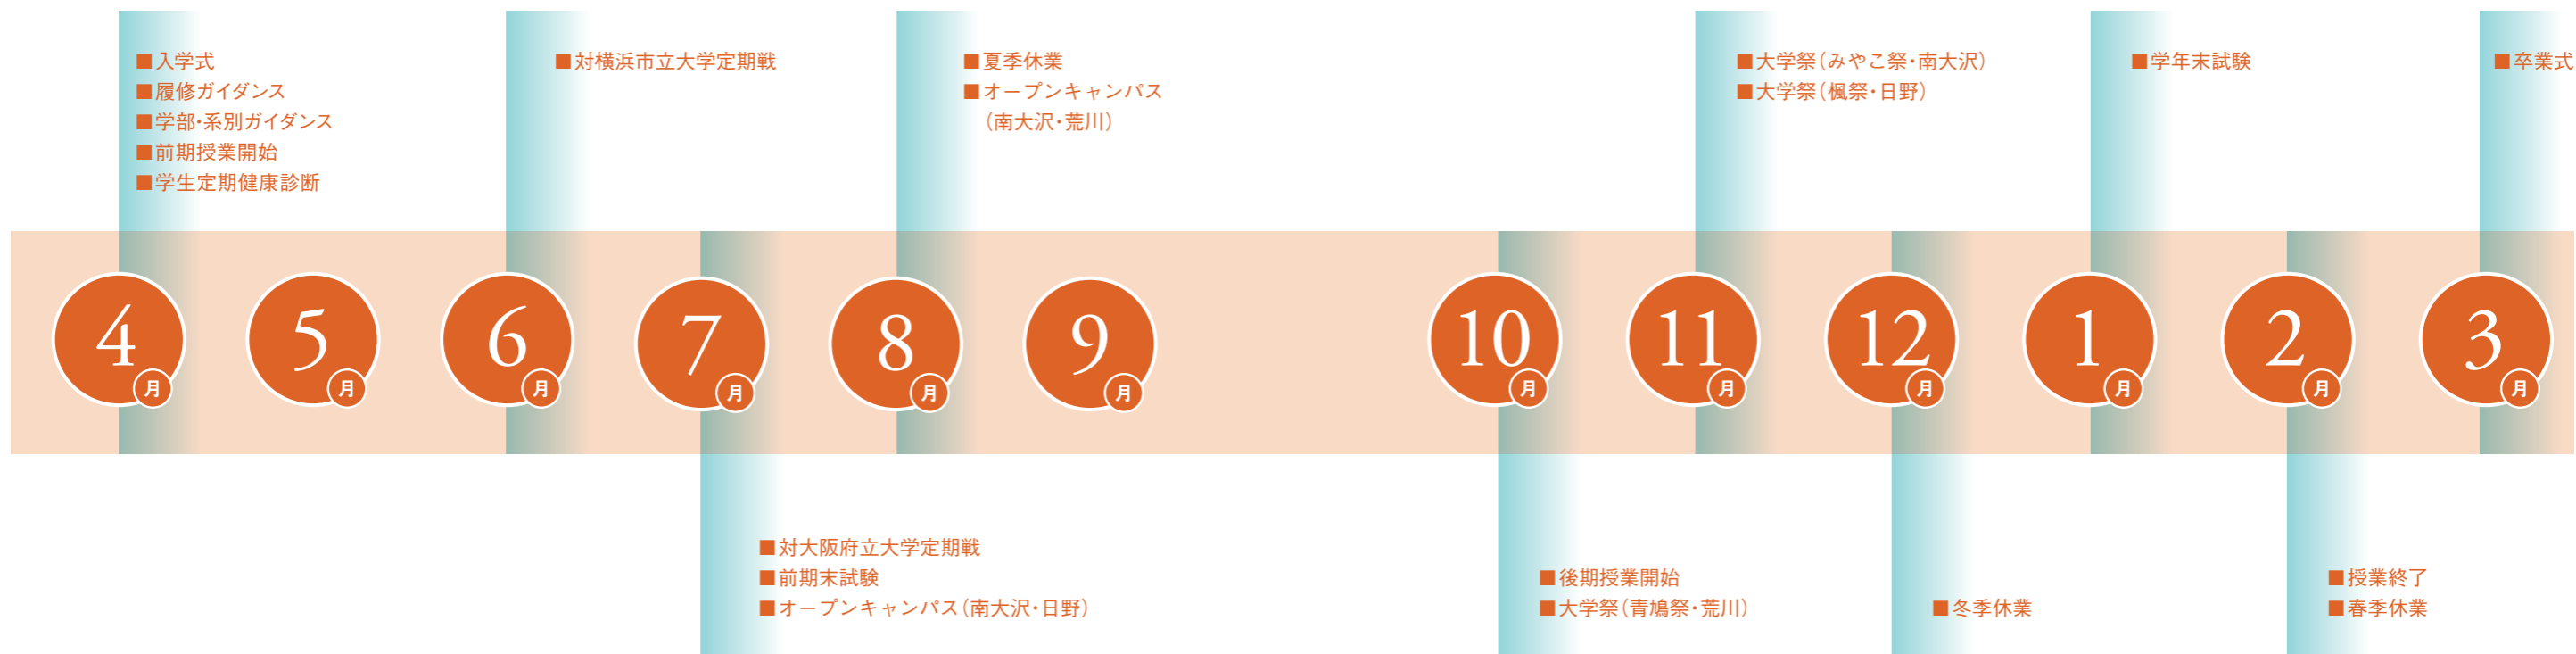 ■入学式
■履修ガイダンス
■学部・系別ガイダンス
■前期授業開始
■学生定期健康診断
■対横浜市立大学定期戦
■夏季休業
■オープンキャンパス
(南大沢・荒川)
■大学祭(みやこ祭・南大沢)
■大学祭(楓祭・日野)
■学年末試験
■卒業式
4月
5月
6月
7月
8月
9月
10月
11月
12月
1月
2月
3月
■対大阪府立大学定期戦
■前期末試験
■オープンキャンパス(南大沢・日野)
■後期授業開始
■大学祭(青鳩祭・荒川)
■冬季休業
■授業終了
■春季休業